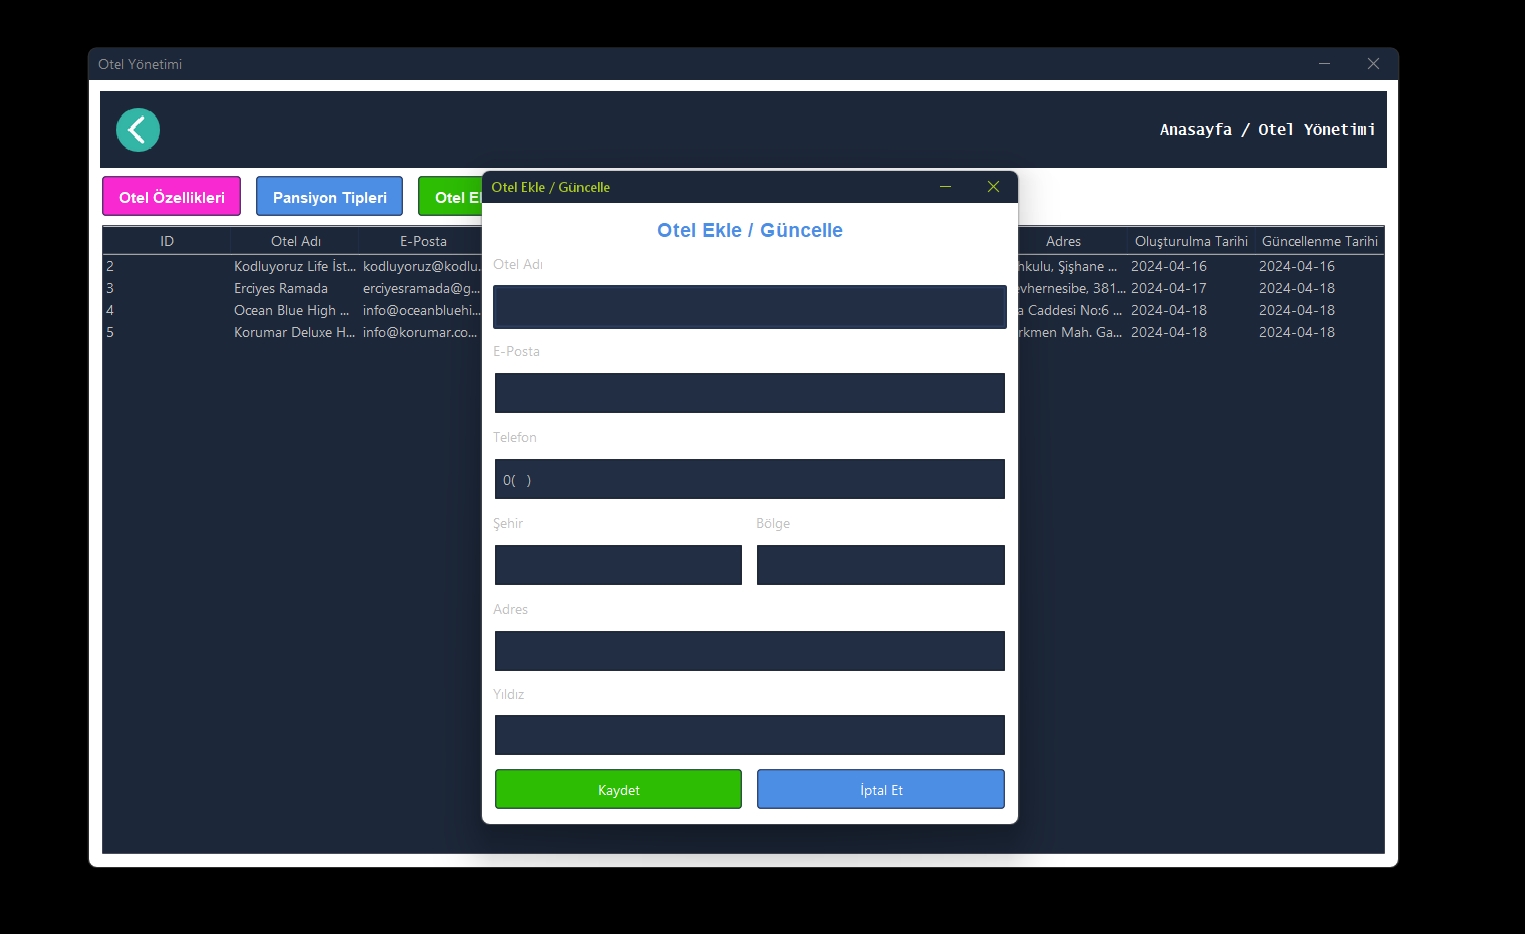 Otel Yönetimi
Anasayfa / Otel Yönetimi
Otel Özellikleri Pansiyon Tipleri Otel
ID Otel Adı E-Posta Adres Oluşturulma Tarihi Güncellenme Tarihi
2 Kodluyoruz Life İst... kodluyoruz@kodlu. hkulu, Şişhane ... 2024-04-16 2024-04-16
3 Erciyes Ramada erciyesramada@g... evhernesibe, 381... 2024-04-17 2024-04-18
4 Ocean Blue High ... info@oceanbluehi... a Caddesi No:6 ... 2024-04-18 2024-04-18
5 Korumar Deluxe H... info@korumar.co... rkmen Mah. Ga... 2024-04-18 2024-04-18
Otel Ekle / Güncelle
Otel Ekle / Güncelle
Otel Adı
E-Posta
Telefon
0( )
Şehir Bölge
Adres
Yıldız
Kaydet İptal Et